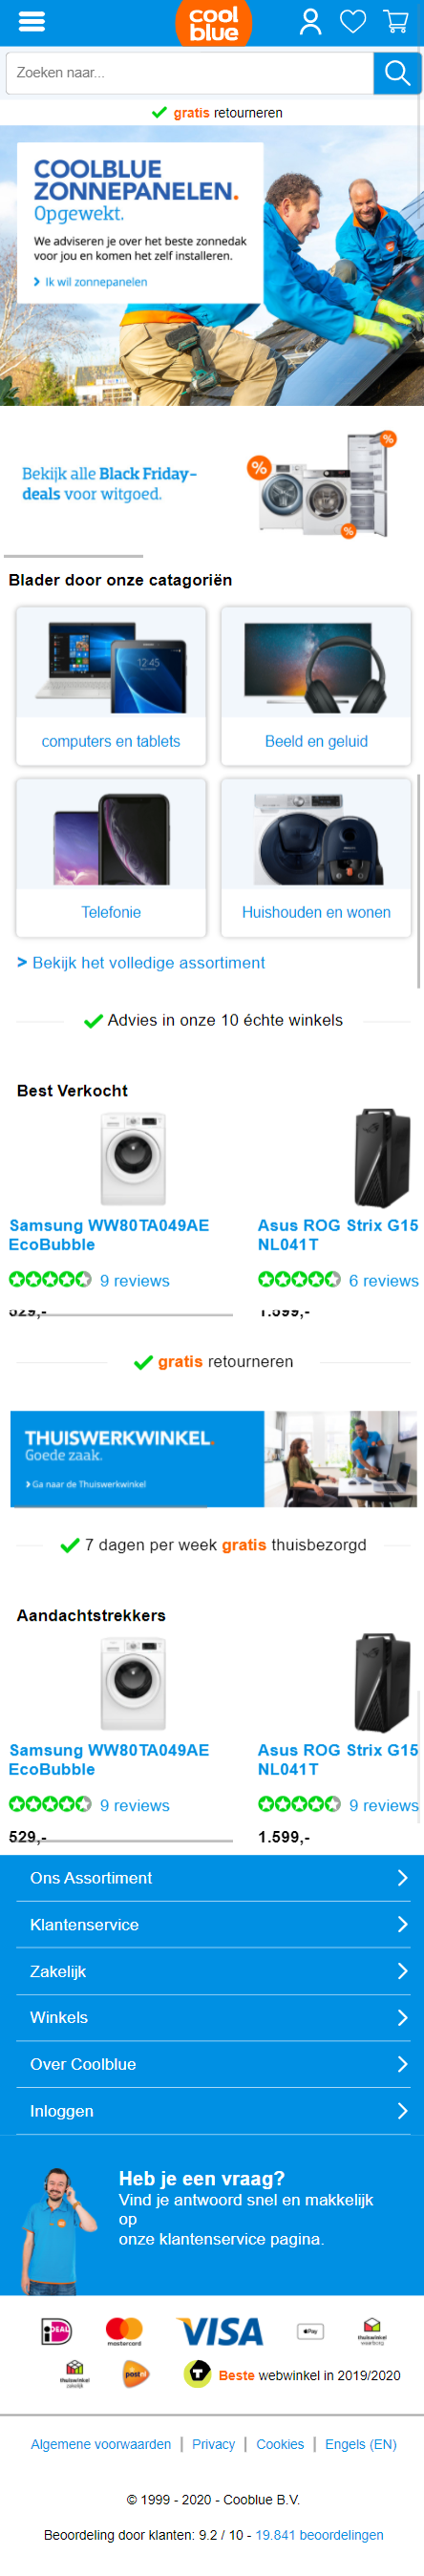 cool
blue
Zoeken naar...
gratis retourneren
COOLBLUE
ZONNEPANELEN.
Opgewekt.
We adviseren je over het beste zonnedak
voor jou en komen het zelf installeren.
Ik wil zonnepanelen
Bekijk alle Black Friday-
deals voor witgoed.
%
%
%
Blader door onze catagoriën
12:45
computers en tablets
Beeld en geluid
Telefonie
Huishouden en wonen
> Bekijk het volledige assortiment
Advies in onze 10 échte winkels
Best Verkocht
Samsung WW80TA049AE
EcoBubble
Asus ROG Strix G15
NL041T
9 reviews
6 reviews
529,-
1.599,-
gratis retourneren
THUISWERKWINKEL.
Goede zaak.
Ga naar de Thuiswerkwinkel
7 dagen per week gratis thuisbezorgd
Aandachtstrekkers
Samsung WW80TA049AE
EcoBubble
Asus ROG Strix G15
NL041T
9 reviews
9 reviews
529,-
1.599,-
Ons Assortiment
Klantenservice
Zakelijk
Winkels
Over Coolblue
Inloggen
Heb je een vraag?
Vind je antwoord snel en makkelijk
op
onze klantenservice pagina.
iDEAL
mastercard
VISA
Pay
thuiswinkel
waarborg
thuiswinkel
zakelijk
postnl
Beste webwinkel in 2019/2020
Algemene voorwaarden | Privacy | Cookies | Engels (EN)
© 1999 - 2020 - Cooblue B.V.
Beoordeling door klanten: 9.2 / 10 - 19.841 beoordelingen